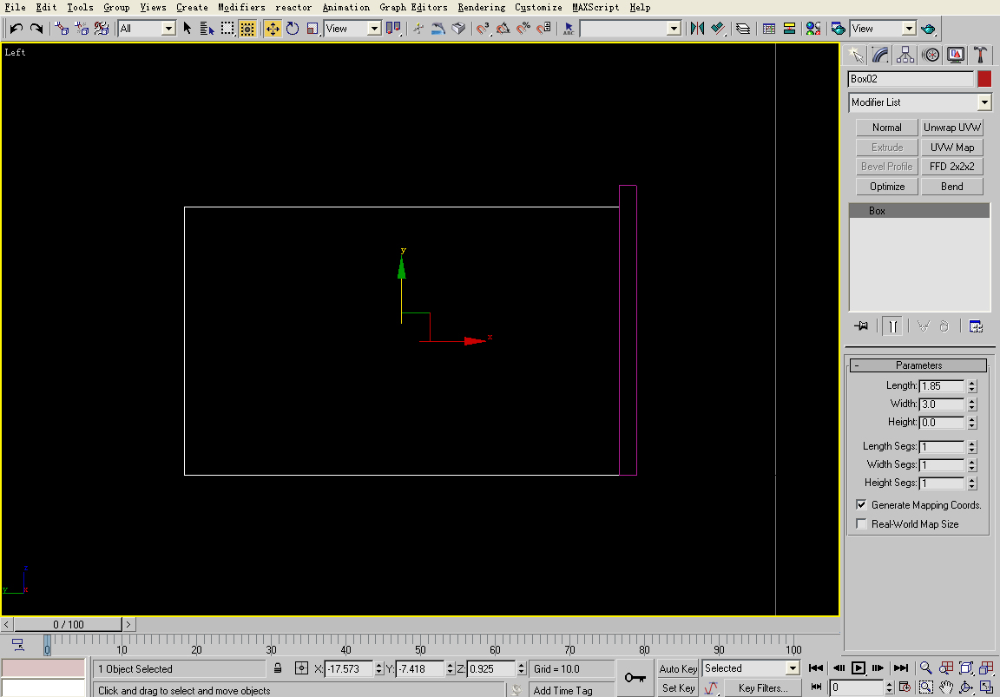 File Edit Tools Group Views Create Modifiers reactor Animation Graph Editors Rendering Customize MAXScript Help
All View ABC View
Left
Box02
Modifier List
Normal Unwrap UVW
Extrude UVW Map
Bevel Profile FFD 2x2x2
Optimize Bend
Box
y
x
- Parameters
Length: 1.85
Width: 3.0
Height: 0.0
Length Segs: 1
Width Segs: 1
Height Segs: 1
Generate Mapping Coords.
Real-World Map Size
z
y x
< 0 / 100 >
0 10 20 30 40 50 60 70 80 90 100
1 Object Selected X: -17.573 Y: -7.418 Z: 0.925 Grid = 10.0 Auto Key Selected
Click and drag to select and move objects Add Time Tag Set Key Key Filters... 0